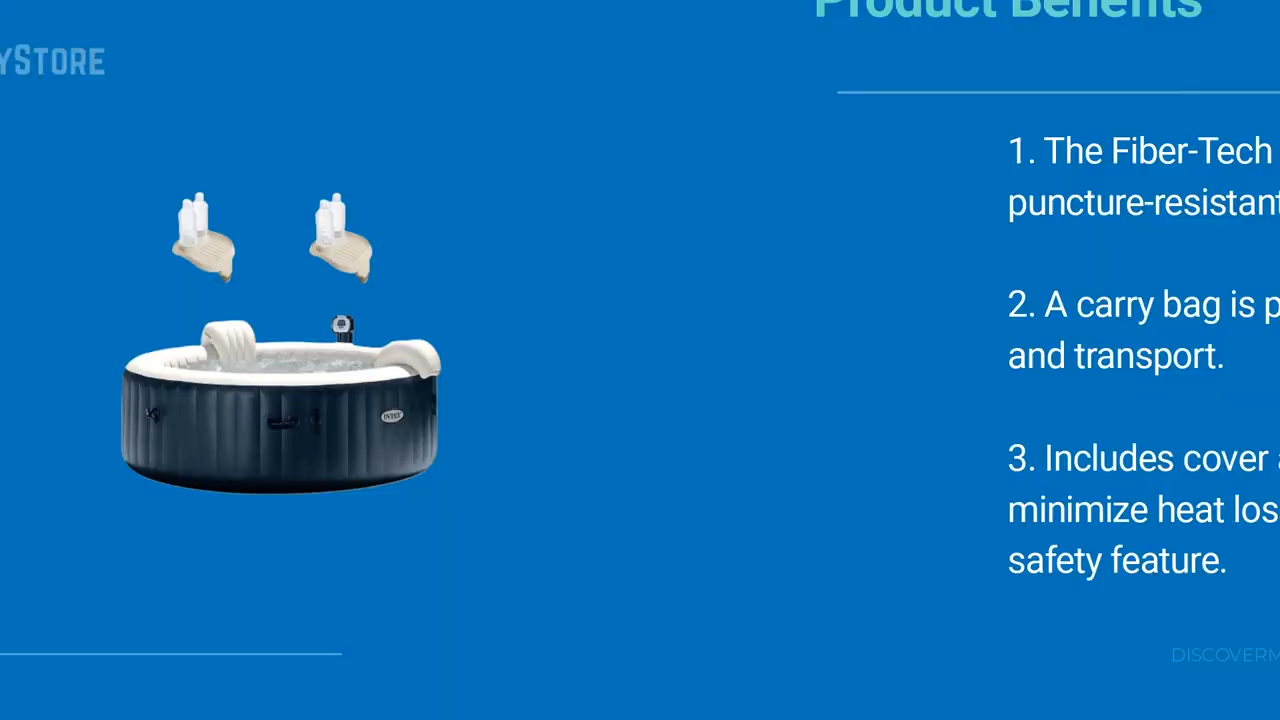 Product Benefits
YSTORE
1. The Fiber-Tech
puncture-resistant
2. A carry bag is p
and transport.
3. Includes cover
minimize heat los
safety feature.
INTEX
DISCOVERM